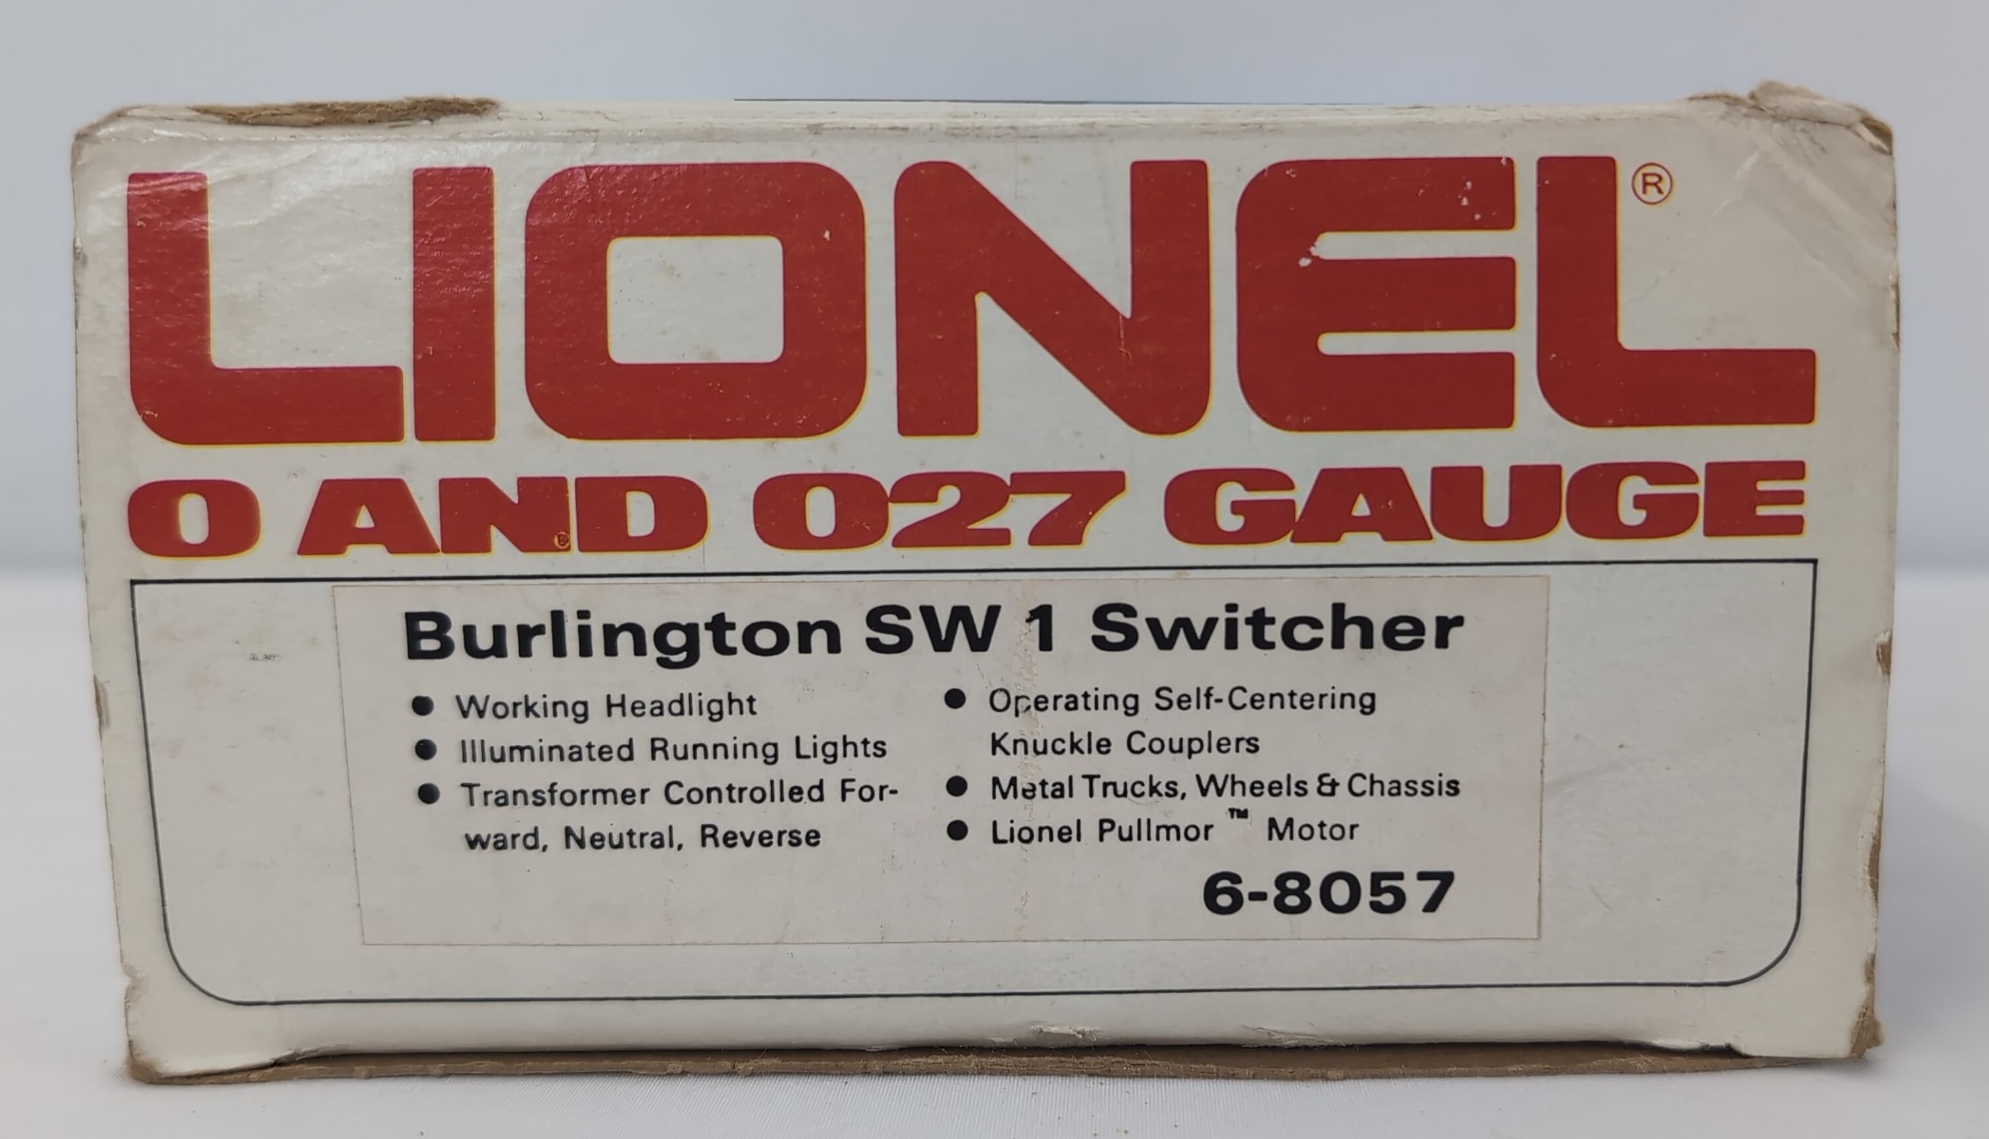 LIONEL®
O AND O27 GAUGE
Burlington SW 1 Switcher
● Working Headlight
● Illuminated Running Lights
● Transformer Controlled For-
ward, Neutral, Reverse
● Operating Self-Centering
Knuckle Couplers
● Metal Trucks, Wheels & Chassis
● Lionel Pullmor™ Motor
6-8057